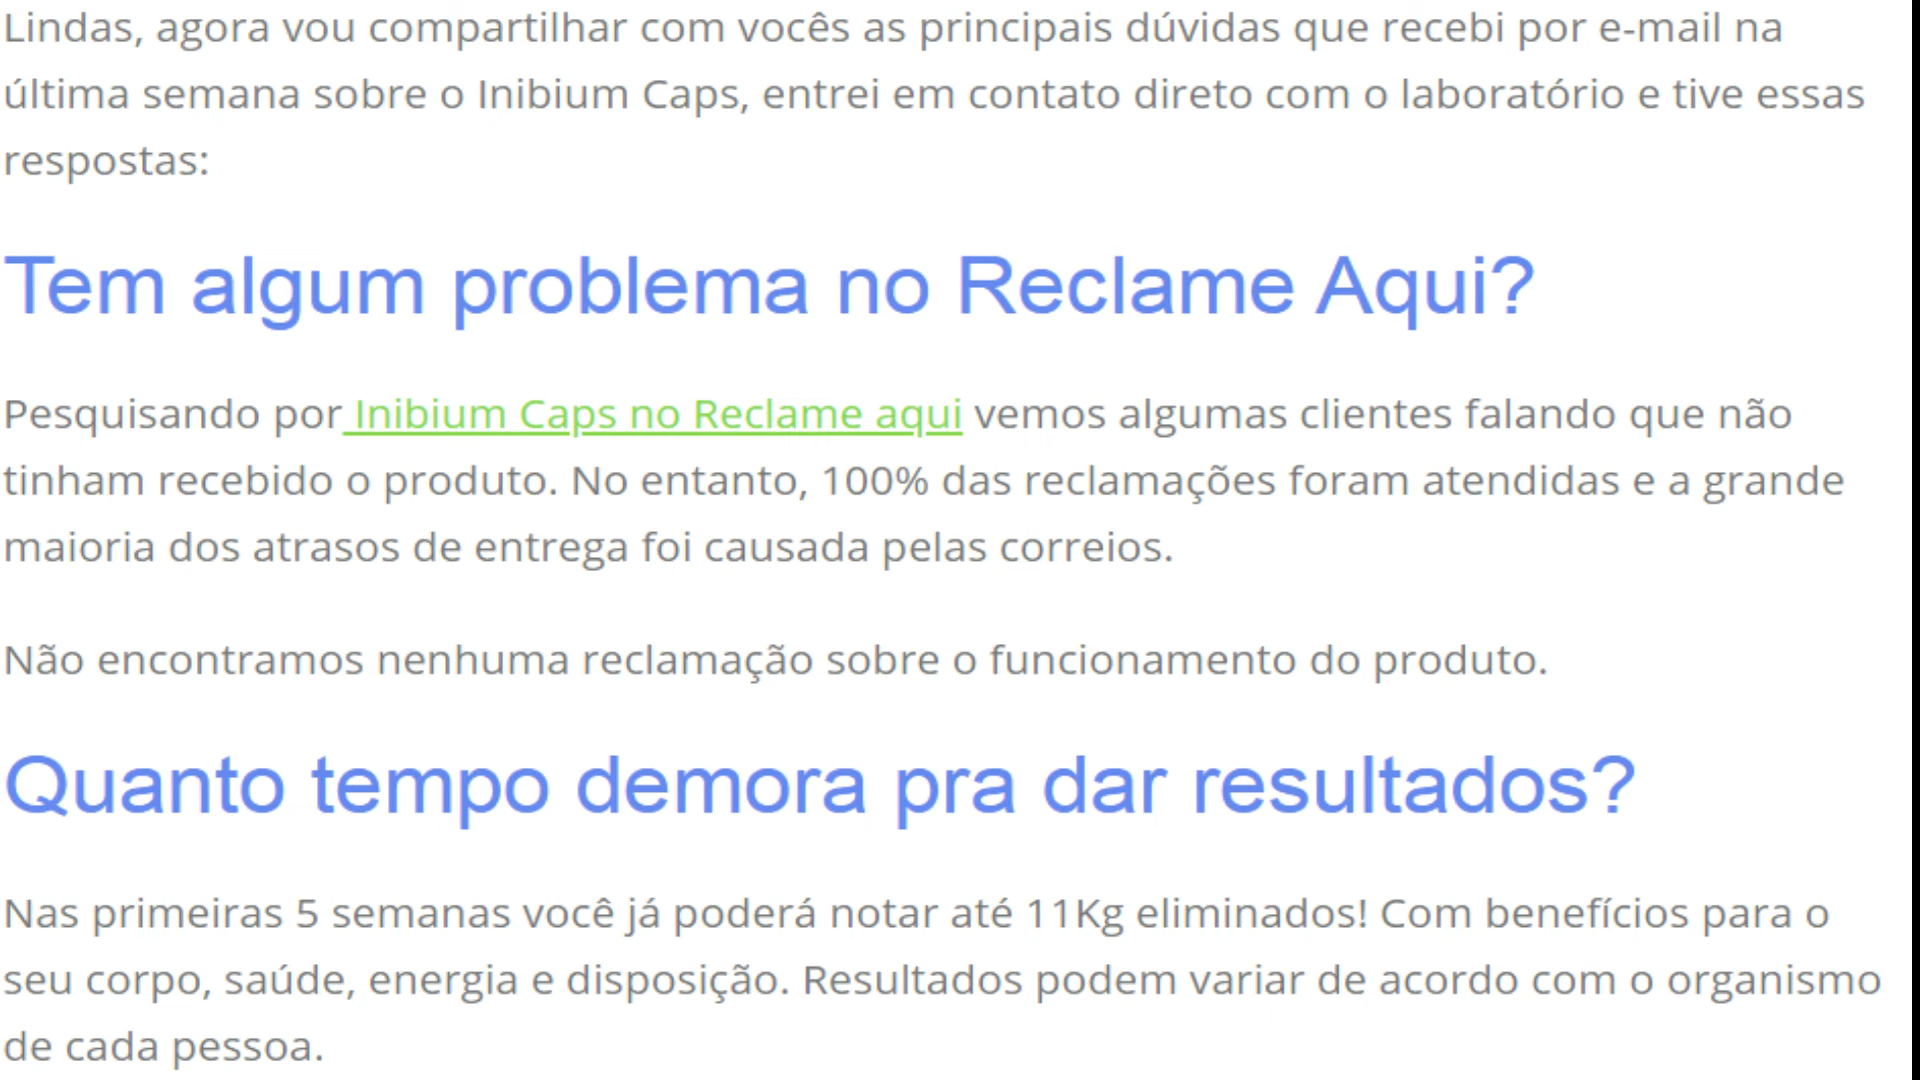 Lindas, agora vou compartilhar com vocês as principais dúvidas que recebi por e-mail na
última semana sobre o Inibium Caps, entrei em contato direto com o laboratório e tive essas
respostas:
Tem algum problema no Reclame Aqui?
Pesquisando por Inibium Caps no Reclame aqui vemos algumas clientes falando que não
tinham recebido o produto. No entanto, 100% das reclamações foram atendidas e a grande
maioria dos atrasos de entrega foi causada pelas correios.
Não encontramos nenhuma reclamação sobre o funcionamento do produto.
Quanto tempo demora pra dar resultados?
Nas primeiras 5 semanas você já poderá notar até 11Kg eliminados! Com benefícios para o
seu corpo, saúde, energia e disposição. Resultados podem variar de acordo com o organismo
de cada pessoa.